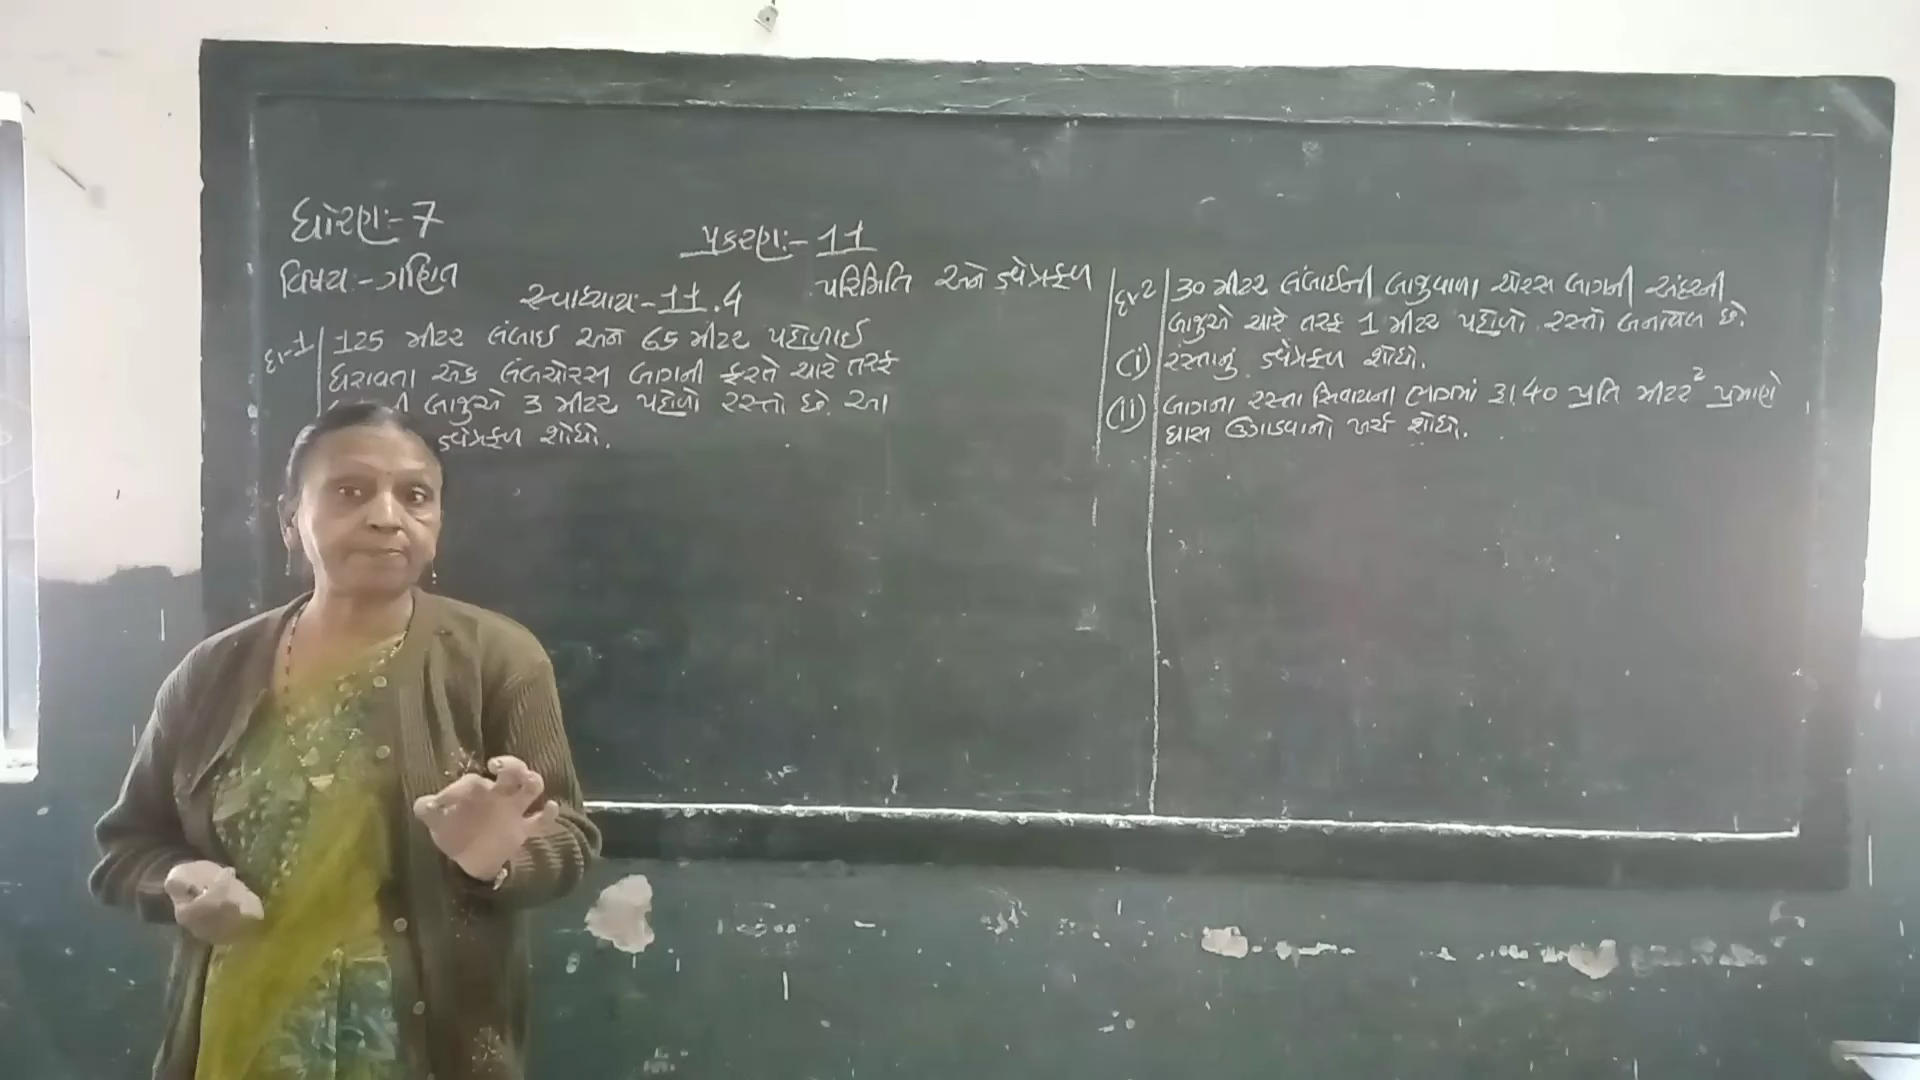 ધોરણ:- 7
પ્રકરણ:- 11
વિષય:- ગણિત
પરિમિતિ અને ક્ષેત્રફળ
સ્વાધ્યાય:- 11.4
દા-1 125 મીટર લંબાઈ અને 65 મીટર પહોળાઈ
ધરાવતા એક લંબચોરસ બાગની ફરતે ચારે તરફ
બાજુએ 3 મીટર પહોળો રસ્તો છે. આ
ક્ષેત્રફળ શોધો.
દા-2 30 મીટર લંબાઈની બાજુવાળા ચોરસ બાગની અંદરની
બાજુએ ચારે તરફ 1 મીટર પહોળો રસ્તો બનાવેલ છે.
(i) રસ્તાનું ક્ષેત્રફળ શોધો.
(ii) બાગના રસ્તા સિવાયના ભાગમાં રૂા.40 પ્રતિ મીટર² પ્રમાણે
ઘાસ ઉગાડવાનો ખર્ચ શોધો.